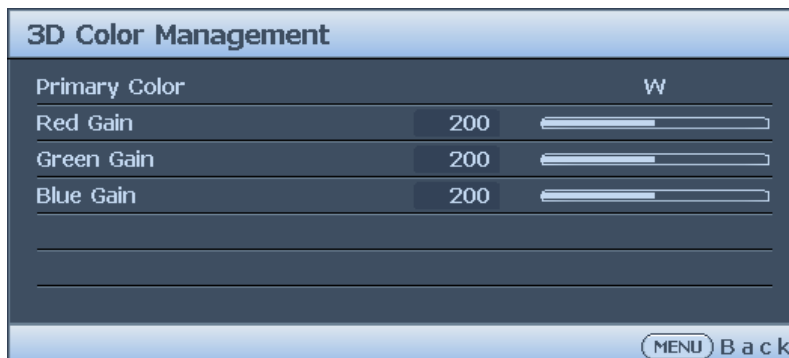 3D Color Management
Primary Color W
Red Gain 200
Green Gain 200
Blue Gain 200
MENU Back